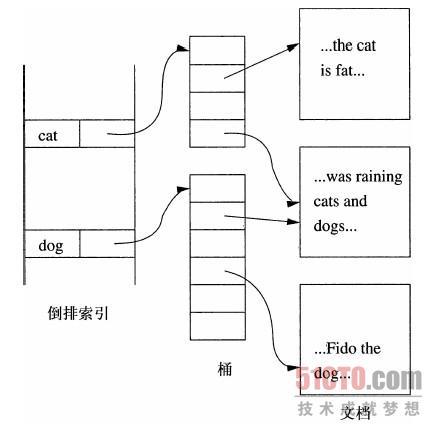 ...the cat
is fat...
cat
...was raining
cats and
dogs...
dog
倒排索引
桶
...Fido the
dog...
51CTO.com
技术成就梦想
文档